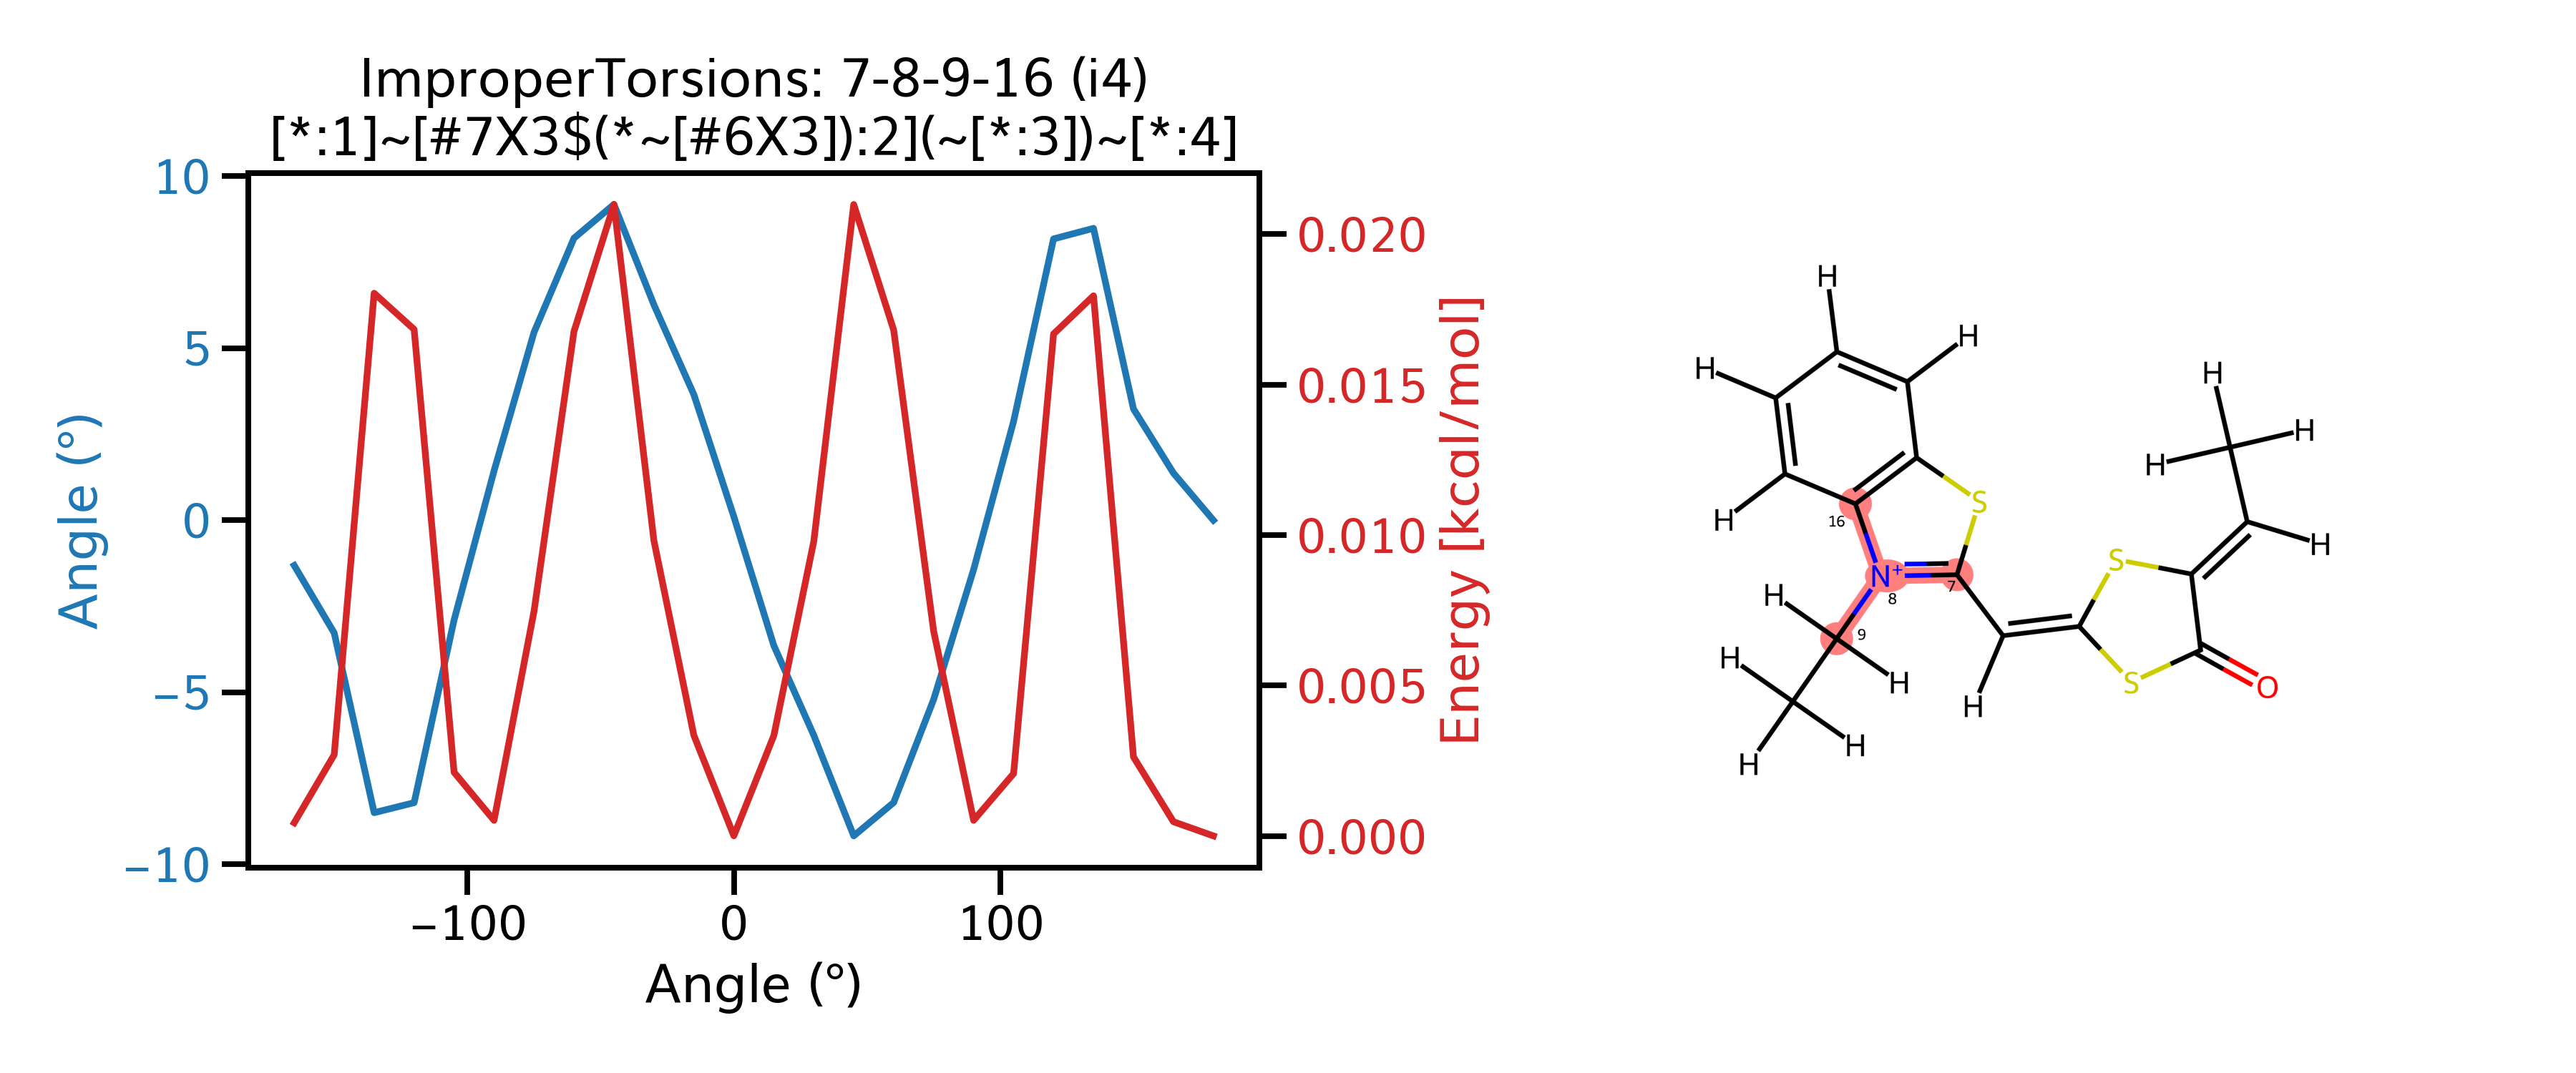 ImproperTorsions: 7-8-9-16 (i4)
[*:1]~[#7X3$(*~[#6X3]):2](~[*:3])~[*:4]
10
5
0
−5
−10
Angle (°)
−100
0
100
Angle (°)
0.020
0.015
0.010
0.005
0.000
Energy [kcal/mol]
H
H
H
H
H
H
H
S
16
H
S
N+
7
8
H
9
H
H
S
O
H
H
H